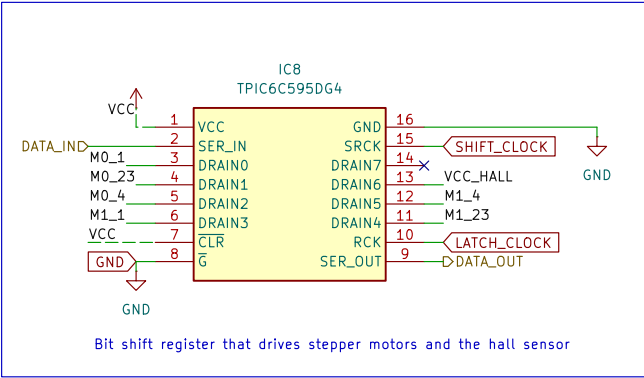 IC8
TPIC6C595DG4
VCC
1 VCC GND 16
DATA_IN 2 SER_IN SRCK 15 SHIFT_CLOCK
M0_1 3 DRAIN0 DRAIN7 14
M0_23 4 DRAIN1 DRAIN6 13 VCC_HALL
M0_4 5 DRAIN2 DRAIN5 12 M1_4
M1_1 6 DRAIN3 DRAIN4 11 M1_23
VCC 7 CLR RCK 10 LATCH_CLOCK
GND 8 G SER_OUT 9 DATA_OUT
GND
GND
Bit shift register that drives stepper motors and the hall sensor